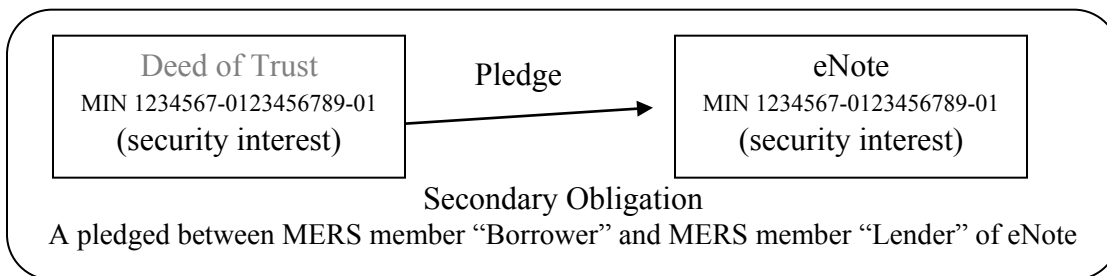 Deed of Trust
MIN 1234567-0123456789-01
(security interest)
Pledge
eNote
MIN 1234567-0123456789-01
(security interest)
Secondary Obligation
A pledged between MERS member “Borrower” and MERS member “Lender” of eNote